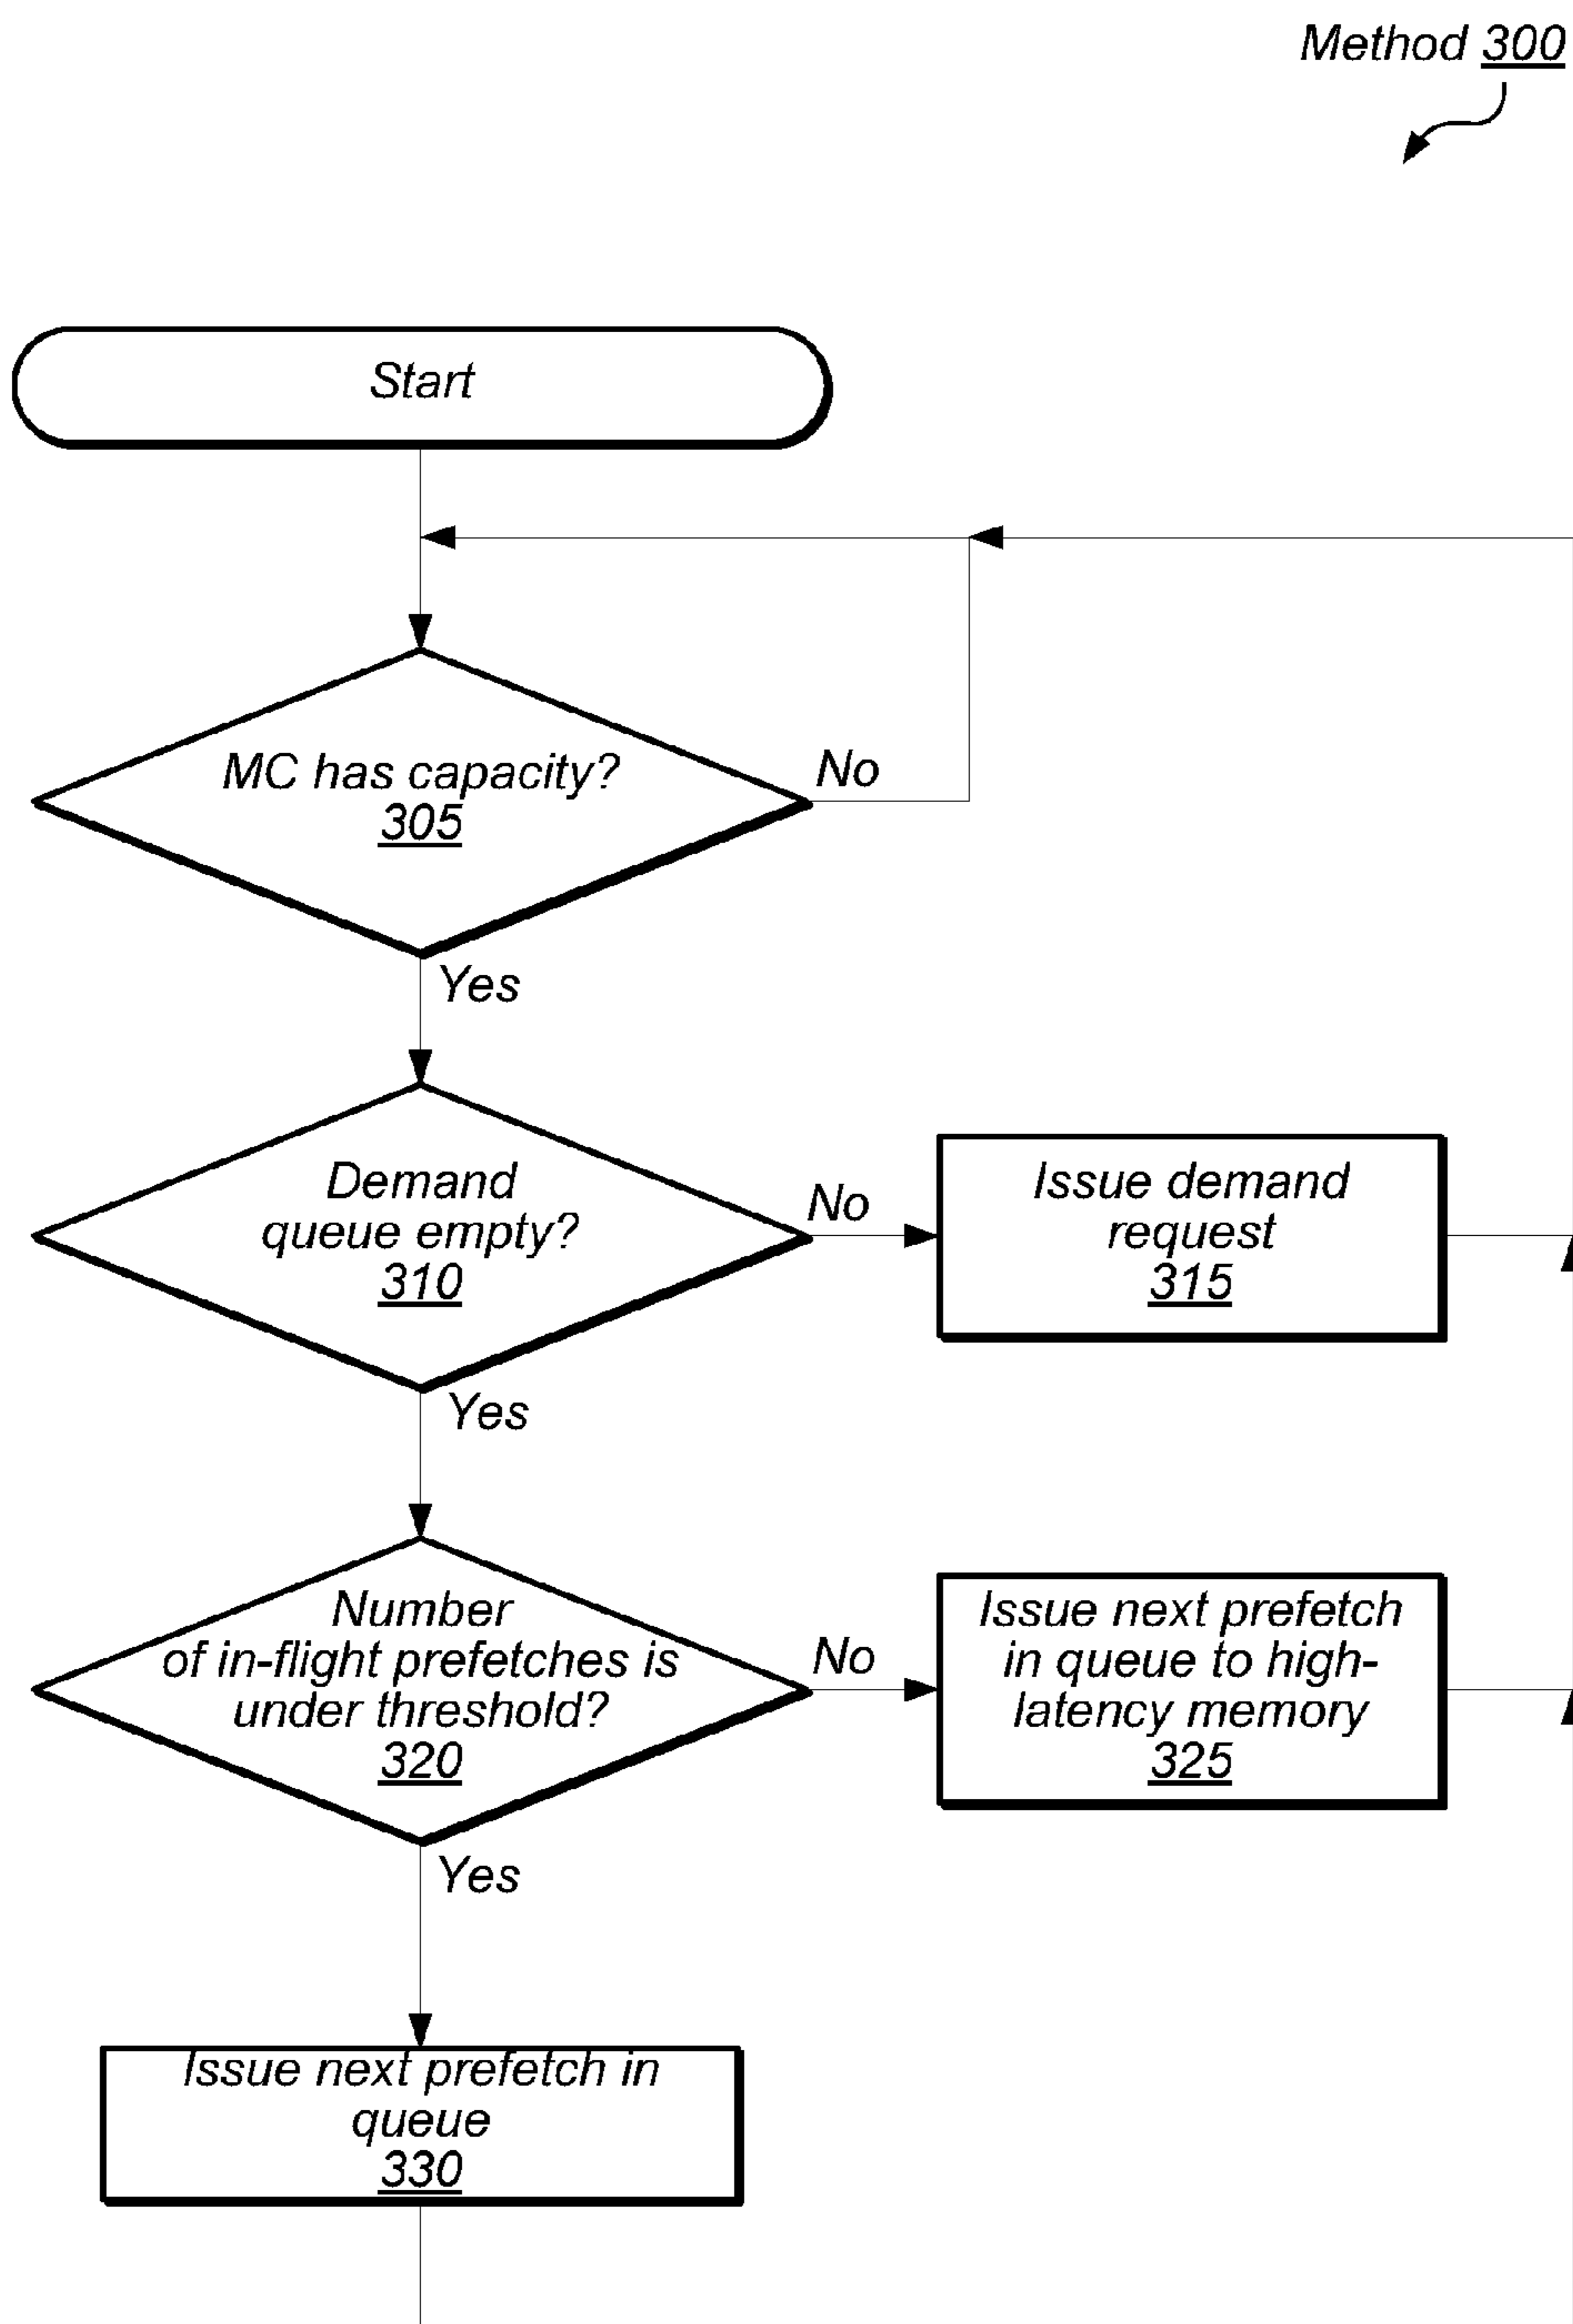 Method 300
Start
MC has capacity?
305
No
Yes
Demand
queue empty?
310
No
Issue demand
request
315
Yes
Number
of in-flight prefetches is
under threshold?
320
No
Issue next prefetch
in queue to high-
latency memory
325
Yes
Issue next prefetch in
queue
330